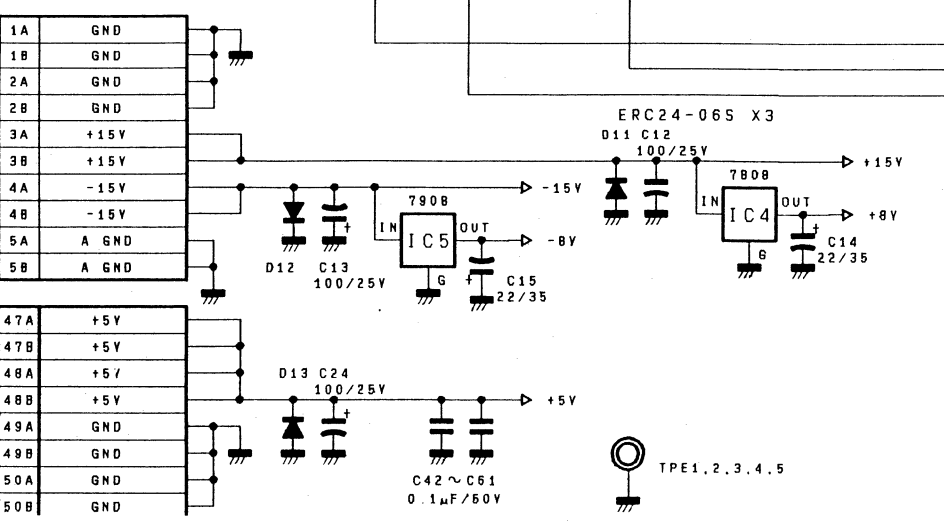 1A GND
1B GND
2A GND
2B GND
3A +15V
3B +15V
4A -15V
4B -15V
5A A GND
5B A GND
ERC24-06S X3
D11 C12
100/25V
+15V
7808
IN IC4 OUT
G
+8V
+
C14
22/35
-15V
7908
IN IC5 OUT
G
-8V
+
D12 C13
100/25V
+
C15
22/35
47A +5V
47B +5V
48A +5V
48B +5V
49A GND
49B GND
50A GND
50B GND
D13 C24
100/25V
+
+5V
C42～C61
0.1μF/50V
TPE1,2,3,4,5